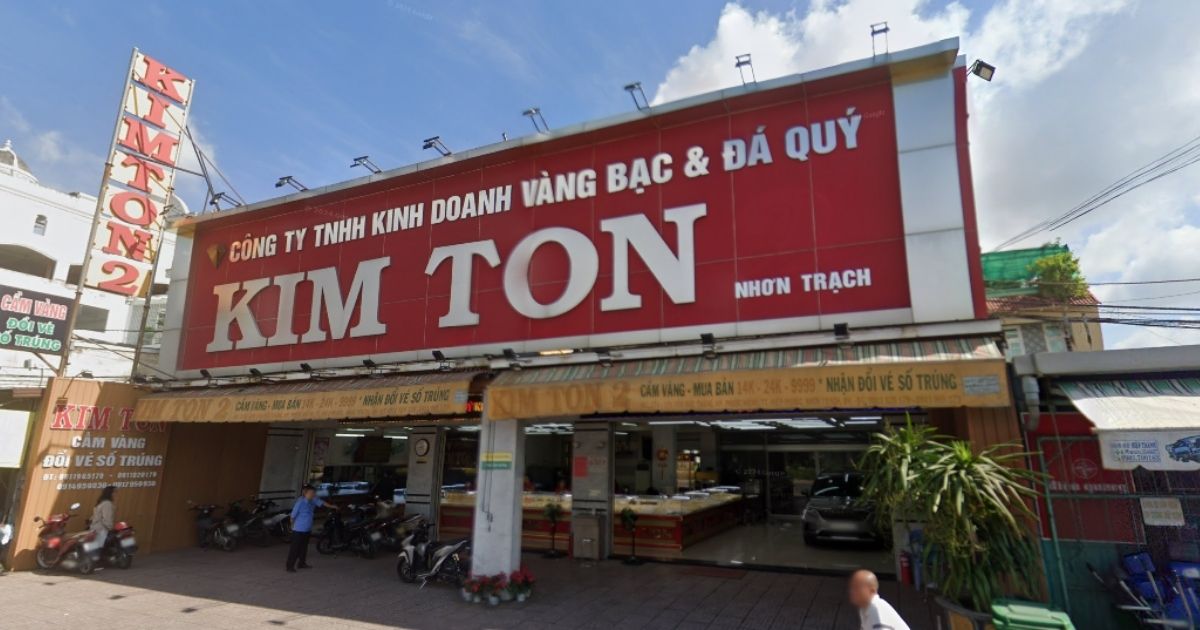 KIM TON 2
CÔNG TY TNHH KINH DOANH VÀNG BẠC & ĐÁ QUÝ
KIM TON
NHƠN TRẠCH
CẦM VÀNG
ĐỔI VÉ
SỐ TRÚNG
KIM TON 2 CẦM VÀNG - MUA BÁN 14K - 24K - 9999 * NHẬN ĐỔI VÉ SỐ TRÚNG
KIM TON 2 CẦM VÀNG - MUA BÁN 14K - 24K - 9999 * NHẬN ĐỔI VÉ SỐ TRÚNG
KIM TON
CẦM VÀNG
ĐỔI VÉ SỐ TRÚNG